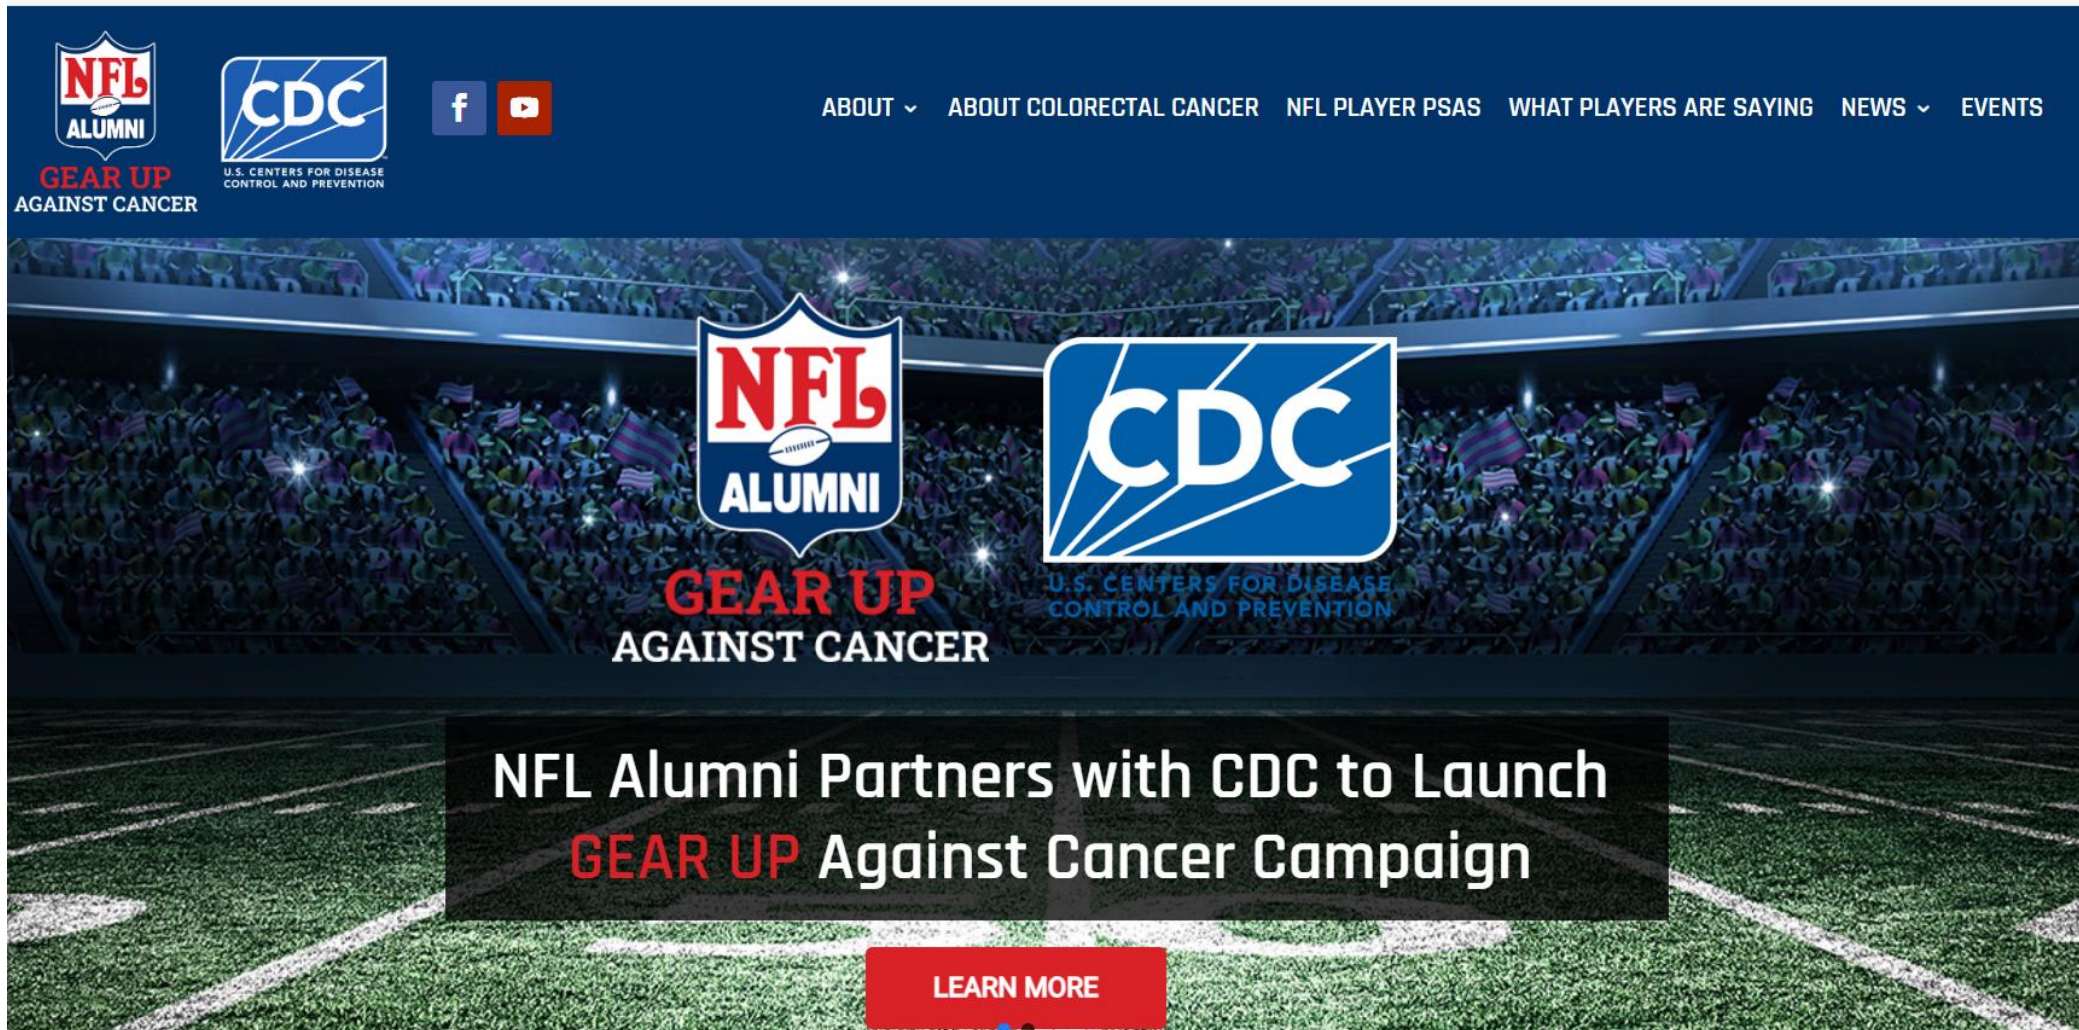 NFL
ALUMNI
GEAR UP
AGAINST CANCER
CDC
U.S. CENTERS FOR DISEASE
CONTROL AND PREVENTION
f
ABOUT ABOUT COLORECTAL CANCER NFL PLAYER PSAS WHAT PLAYERS ARE SAYING NEWS EVENTS
NFL
ALUMNI
GEAR UP
AGAINST CANCER
CDC
U.S. CENTERS FOR DISEASE
CONTROL AND PREVENTION
NFL Alumni Partners with CDC to Launch
GEAR UP Against Cancer Campaign
LEARN MORE